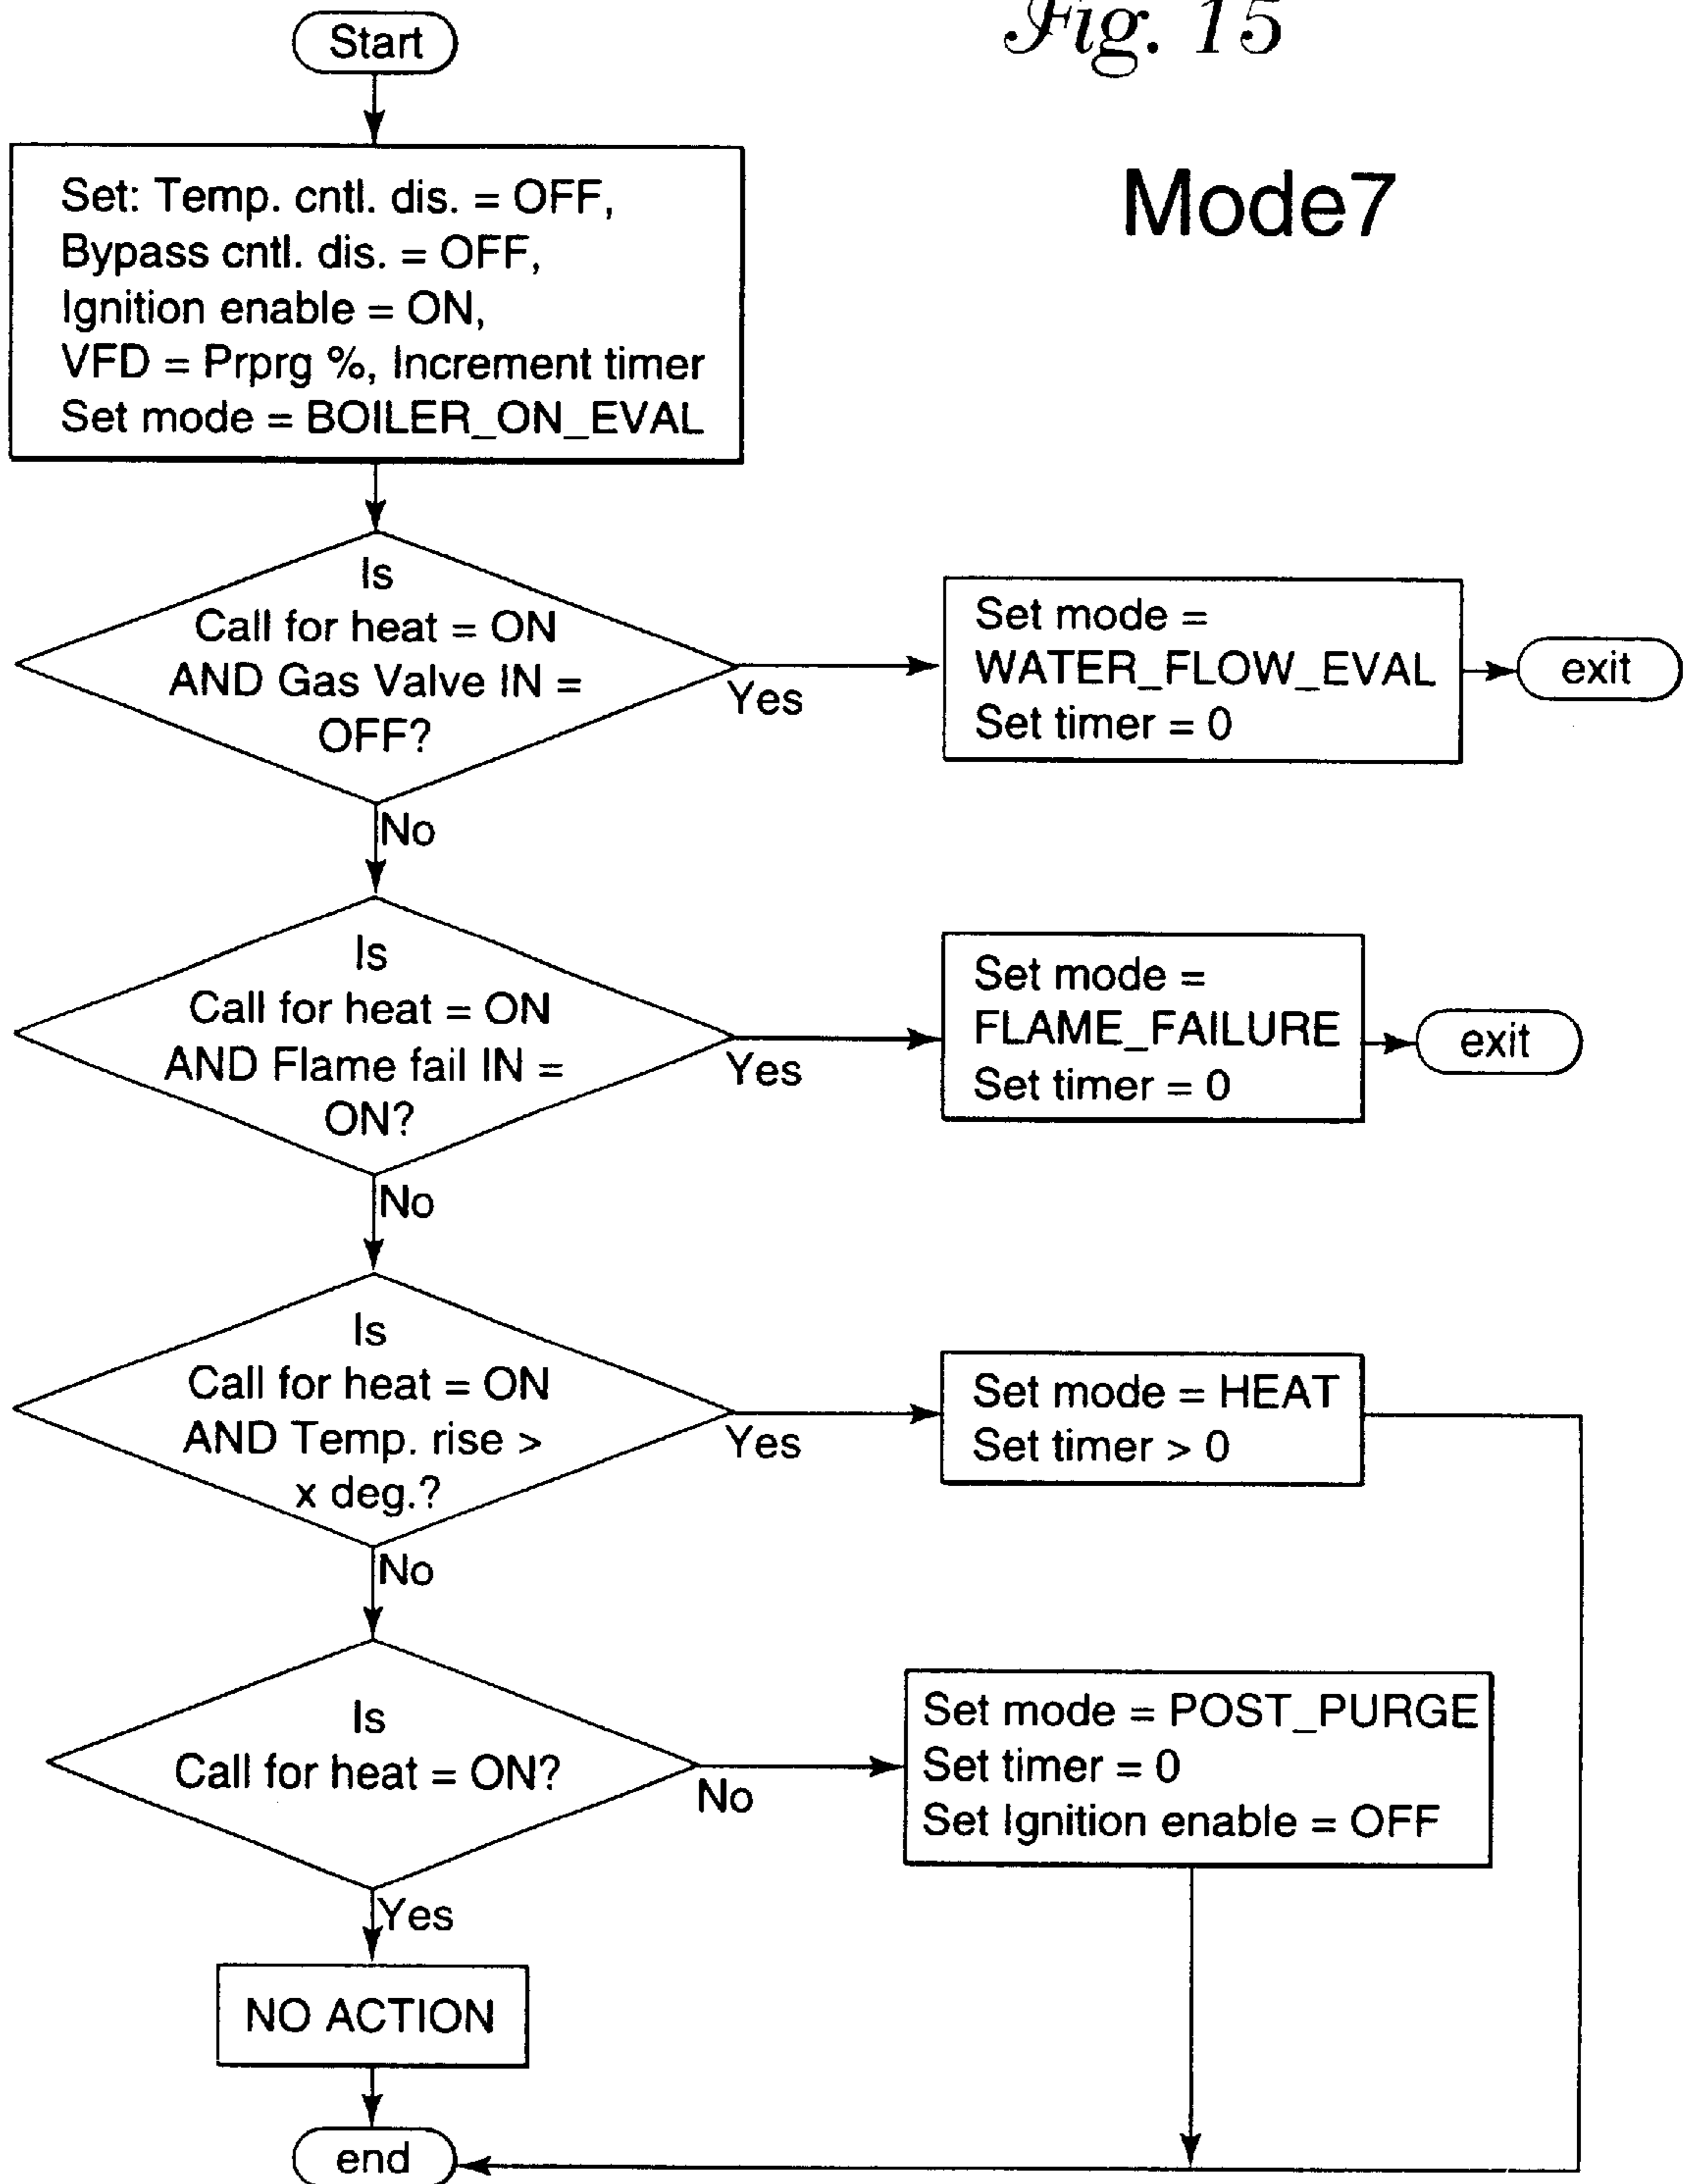 Fig. 15
Mode7
Start
Set: Temp. cntl. dis. = OFF,
Bypass cntl. dis. = OFF,
Ignition enable = ON,
VFD = Prprg %, Increment timer
Set mode = BOILER_ON_EVAL
Is
Call for heat = ON
AND Gas Valve IN =
OFF?
Yes
Set mode =
WATER_FLOW_EVAL
Set timer = 0
exit
No
Is
Call for heat = ON
AND Flame fail IN =
ON?
Yes
Set mode =
FLAME_FAILURE
Set timer = 0
exit
No
Is
Call for heat = ON
AND Temp. rise >
x deg.?
Yes
Set mode = HEAT
Set timer > 0
No
Is
Call for heat = ON?
No
Set mode = POST_PURGE
Set timer = 0
Set Ignition enable = OFF
Yes
NO ACTION
end